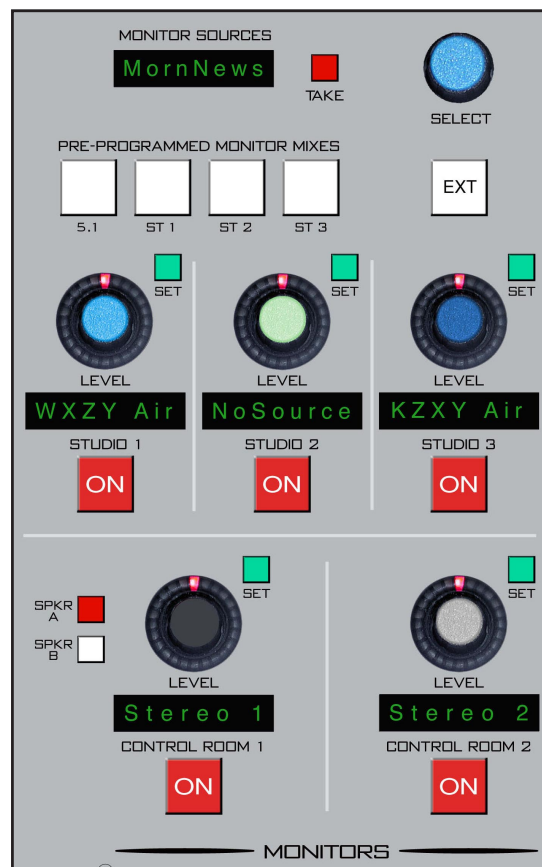 MONITOR SOURCES
MornNews
TAKE
SELECT
PRE-PROGRAMMED MONITOR MIXES
EXT
5.1
ST 1
ST 2
ST 3
SET
SET
SET
LEVEL
LEVEL
LEVEL
WXZY Air
NoSource
KZXY Air
STUDIO 1
STUDIO 2
STUDIO 3
ON
ON
ON
SET
SET
SPKR
A
SPKR
B
LEVEL
LEVEL
Stereo 1
Stereo 2
CONTROL ROOM 1
CONTROL ROOM 2
ON
ON
MONITORS